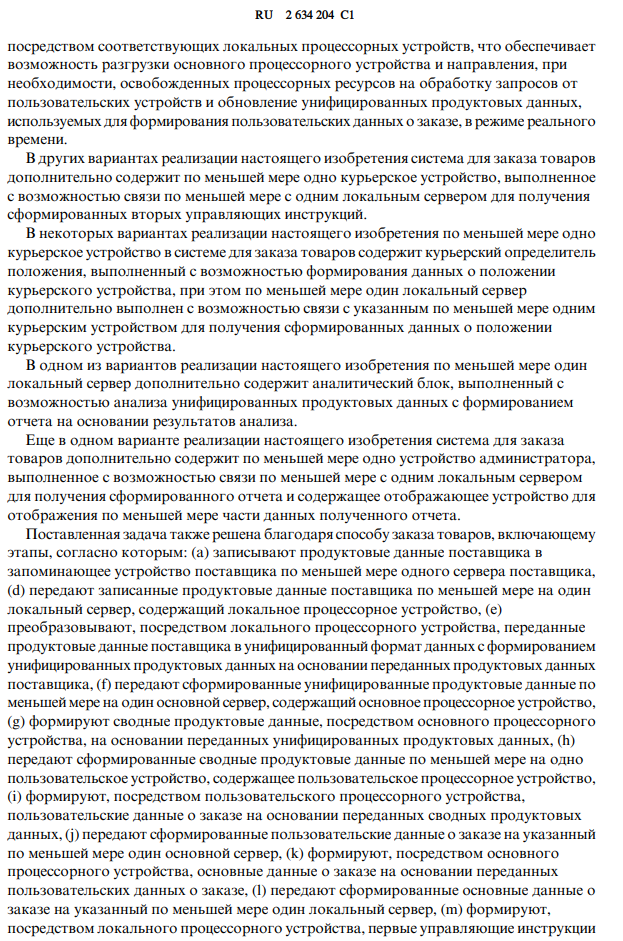 RU 2 634 204 C1
посредством соответствующих локальных процессорных устройств, что обеспечивает
возможность разгрузки основного процессорного устройства и направления, при
необходимости, освобожденных процессорных ресурсов на обработку запросов от
пользовательских устройств и обновление унифицированных продуктовых данных,
используемых для формирования пользовательских данных о заказе, в режиме реального
времени.
В других вариантах реализации настоящего изобретения система для заказа товаров
дополнительно содержит по меньшей мере одно курьерское устройство, выполненное
с возможностью связи по меньшей мере с одним локальным сервером для получения
сформированных вторых управляющих инструкций.
В некоторых вариантах реализации настоящего изобретения по меньшей мере одно
курьерское устройство в системе для заказа товаров содержит курьерский определитель
положения, выполненный с возможностью формирования данных о положении
курьерского устройства, при этом по меньшей мере один локальный сервер
дополнительно выполнен с возможностью связи с указанным по меньшей мере одним
курьерским устройством для получения сформированных данных о положении
курьерского устройства.
В одном из вариантов реализации настоящего изобретения по меньшей мере один
локальный сервер дополнительно содержит аналитический блок, выполненный с
возможностью анализа унифицированных продуктовых данных с формированием
отчета на основании результатов анализа.
Еще в одном варианте реализации настоящего изобретения система для заказа
товаров дополнительно содержит по меньшей мере одно устройство администратора,
выполненное с возможностью связи по меньшей мере с одним локальным сервером
для получения сформированного отчета и содержащее отображающее устройство для
отображения по меньшей мере части данных полученного отчета.
Поставленная задача также решена благодаря способу заказа товаров, включающему
этапы, согласно которым: (a) записывают продуктовые данные поставщика в
запоминающее устройство поставщика по меньшей мере одного сервера поставщика,
(d) передают записанные продуктовые данные поставщика по меньшей мере на один
локальный сервер, содержащий локальное процессорное устройство, (e)
преобразовывают, посредством локального процессорного устройства, переданные
продуктовые данные поставщика в унифицированный формат данных с формированием
унифицированных продуктовых данных на основании переданных продуктовых данных
поставщика, (f) передают сформированные унифицированные продуктовые данные по
меньшей мере на один основной сервер, содержащий основное процессорное устройство,
(g) формируют сводные продуктовые данные, посредством основного процессорного
устройства, на основании переданных унифицированных продуктовых данных, (h)
передают сформированные сводные продуктовые данные по меньшей мере на одно
пользовательское устройство, содержащее пользовательское процессорное устройство,
(i) формируют, посредством пользовательского процессорного устройства,
пользовательские данные о заказе на основании переданных сводных продуктовых
данных, (j) передают сформированные пользовательские данные о заказе на указанный
по меньшей мере один основной сервер, (k) формируют, посредством основного
процессорного устройства, основные данные о заказе на основании переданных
пользовательских данных о заказе, (l) передают сформированные основные данные о
заказе на указанный по меньшей мере один локальный сервер, (m) формируют,
посредством локального процессорного устройства, первые управляющие инструкции